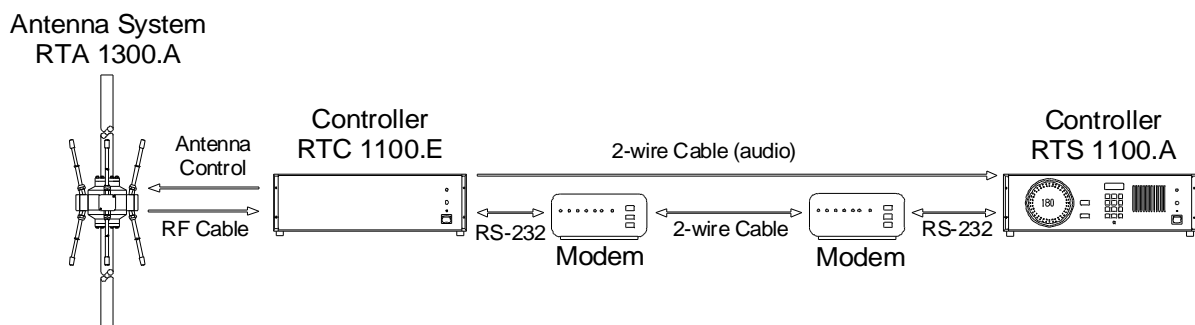 Antenna System
RTA 1300.A
Antenna
Control
RF Cable
Controller
RTC 1100.E
2-wire Cable (audio)
Controller
RTS 1100.A
180
RS-232
Modem
2-wire Cable
Modem
RS-232